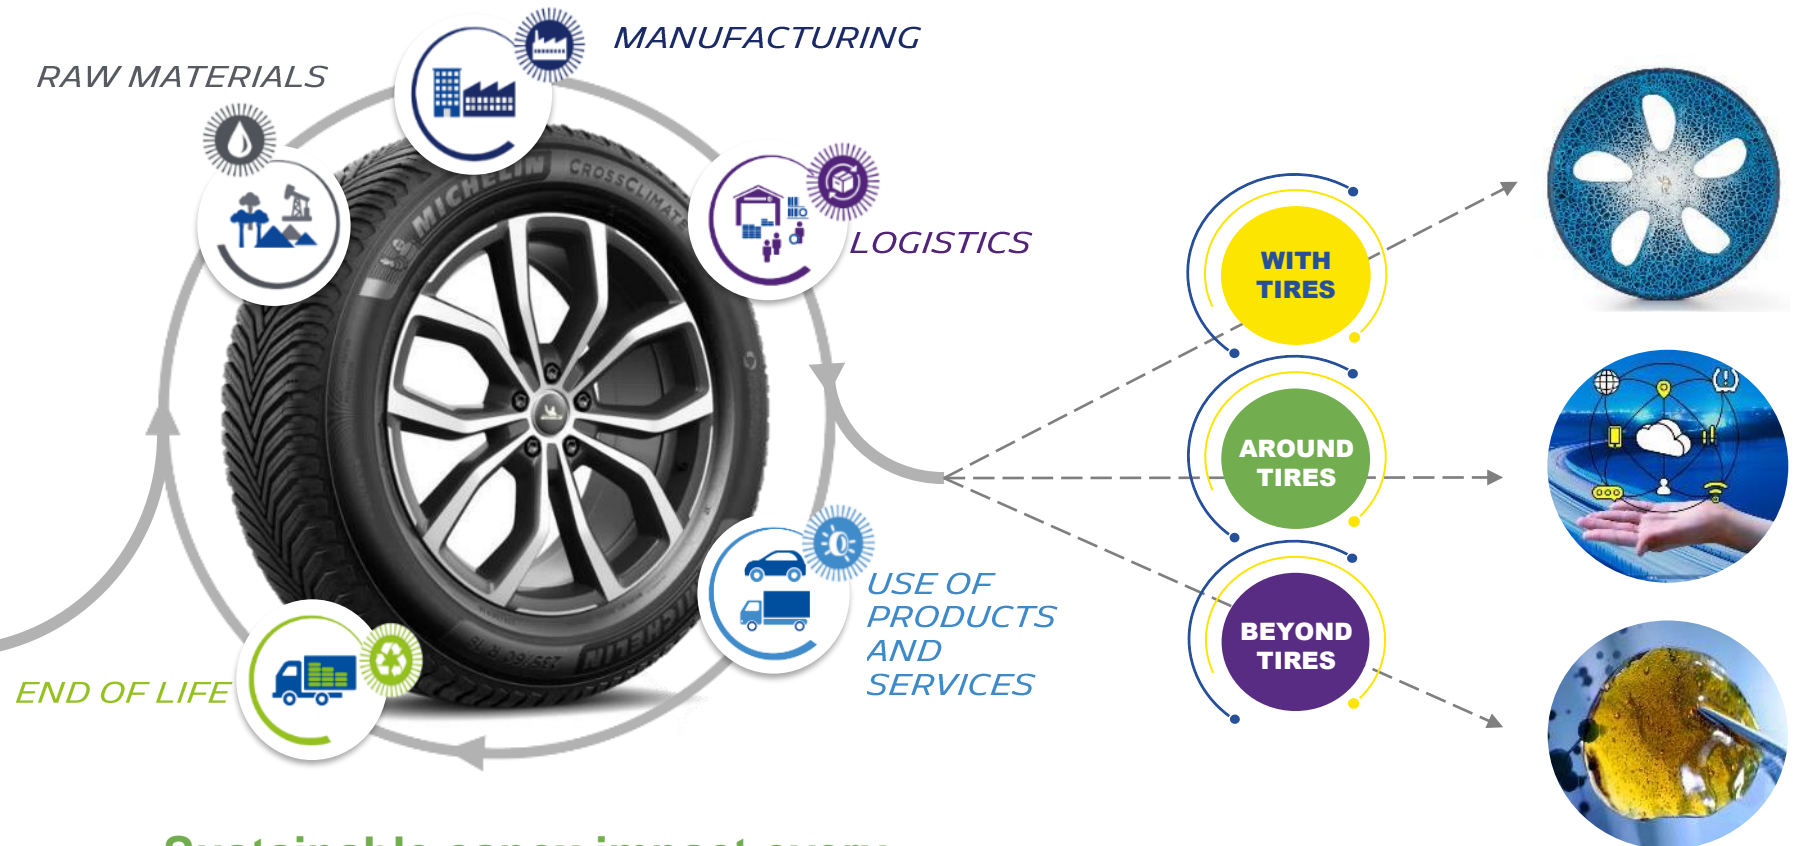 MANUFACTURING
RAW MATERIALS
MICHELIN
CROSSCLIMATE
LOGISTICS
WITH
TIRES
AROUND
TIRES
BEYOND
TIRES
USE OF
PRODUCTS
AND
SERVICES
END OF LIFE
MICHELIN